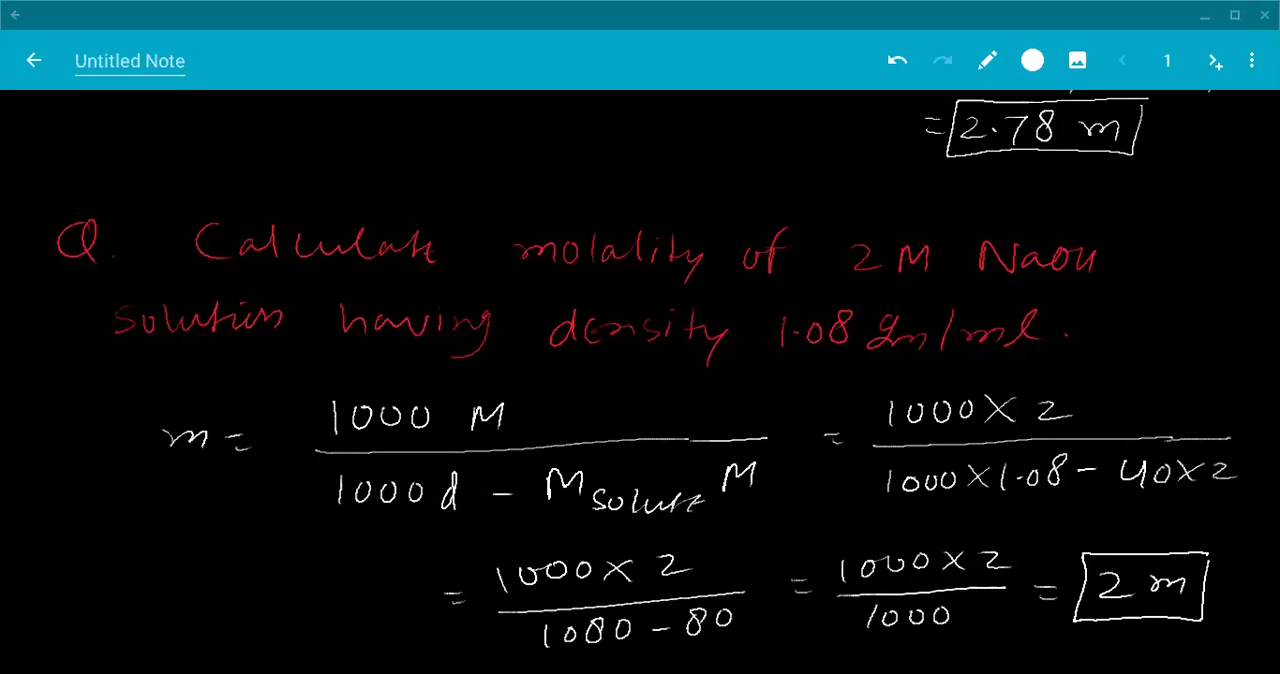 Untitled Note
1
= 2.78 m
Q. Calculate molality of 2M NaOH
solution having density 1.08 gm/ml.
m = 1000 M / 1000 d - M solute M = 1000 X 2 / 1000 X 1.08 - 40 X 2
= 1000 X 2 / 1080 - 80 = 1000 X 2 / 1000 = 2 m